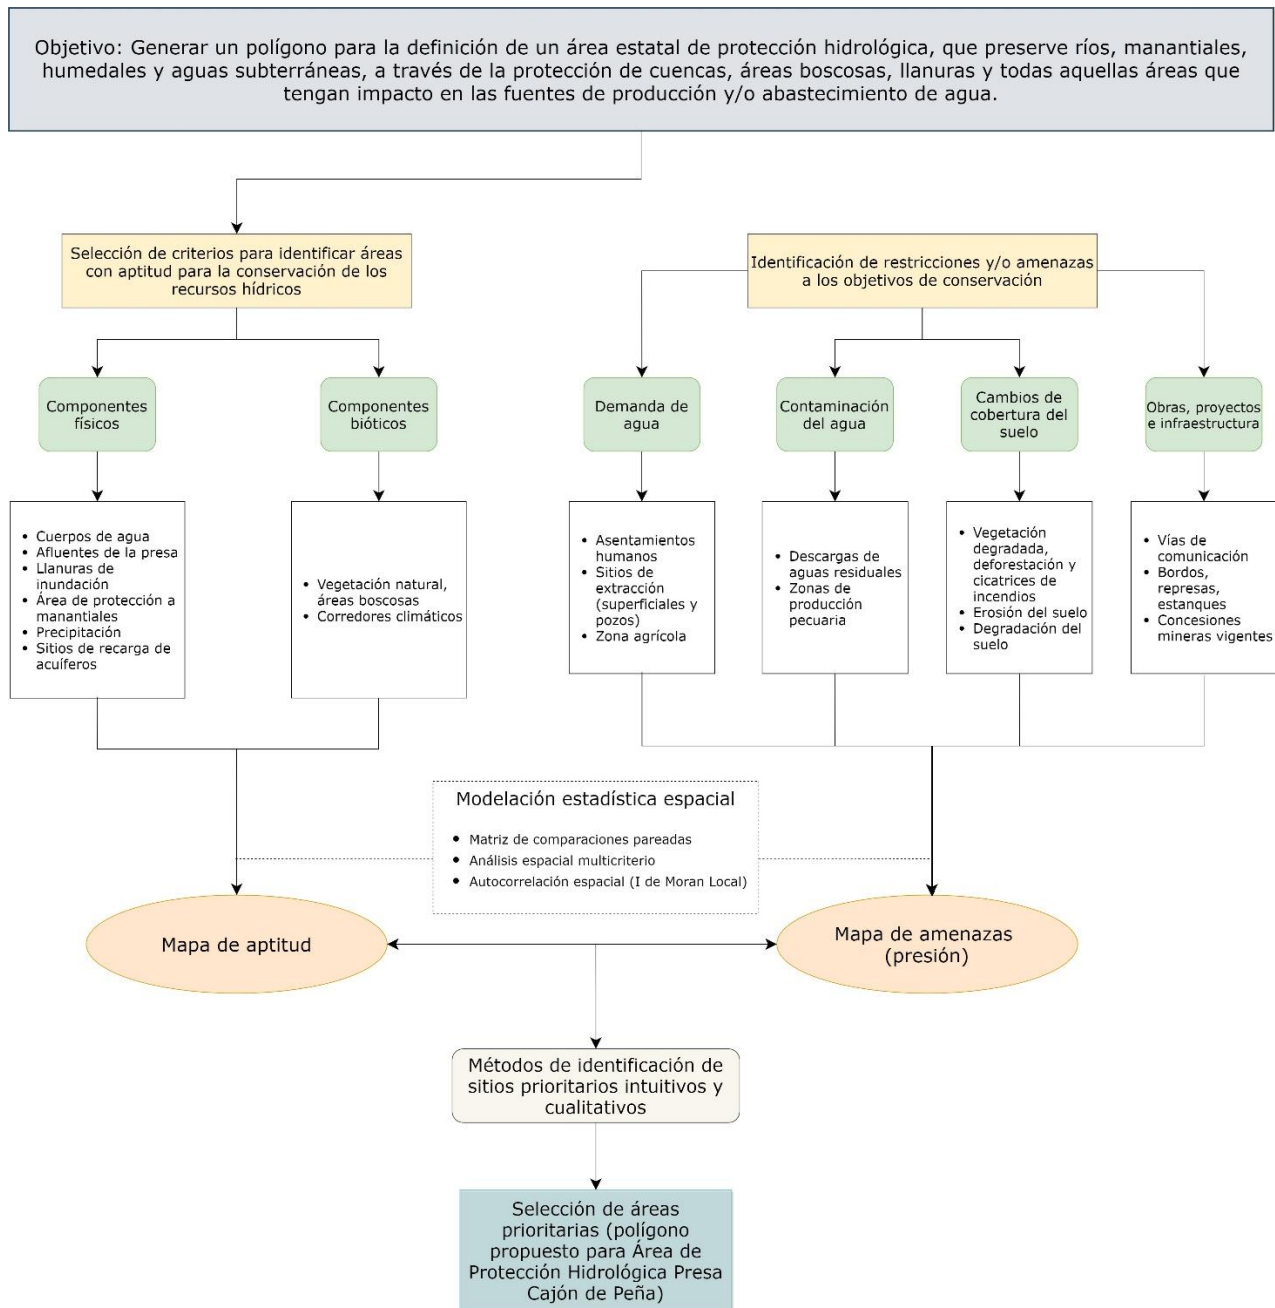 Objetivo: Generar un polígono para la definición de un área estatal de protección hidrológica, que preserve ríos, manantiales,
humedales y aguas subterráneas, a través de la protección de cuencas, áreas boscosas, llanuras y todas aquellas áreas que
tengan impacto en las fuentes de producción y/o abastecimiento de agua.
Selección de criterios para identificar áreas
con aptitud para la conservación de los
recursos hídricos
Identificación de restricciones y/o amenazas
a los objetivos de conservación
Componentes
físicos
Componentes
bióticos
Demanda de
agua
Contaminación
del agua
Cambios de
cobertura del
suelo
Obras, proyectos
e infraestructura
• Cuerpos de agua
• Afluentes de la presa
• Llanuras de
inundación
• Área de protección a
manantiales
• Precipitación
• Sitios de recarga de
acuíferos
• Vegetación natural,
áreas boscosas
• Corredores climáticos
• Asentamientos
humanos
• Sitios de
extracción
(superficiales y
pozos)
• Zona agrícola
• Descargas de
aguas residuales
• Zonas de
producción
pecuaria
• Vegetación
degradada,
deforestación y
cicatrices de
incendios
• Erosión del suelo
• Degradación del
suelo
• Vías de
comunicación
• Bordos,
represas,
estanques
• Concesiones
mineras vigentes
Modelación estadística espacial
• Matriz de comparaciones pareadas
• Análisis espacial multicriterio
• Autocorrelación espacial (I de Moran Local)
Mapa de aptitud
Mapa de amenazas
(presión)
Métodos de identificación de
sitios prioritarios intuitivos y
cualitativos
Selección de áreas
prioritarias (polígono
propuesto para Área de
Protección Hidrológica Presa
Cajón de Peña)